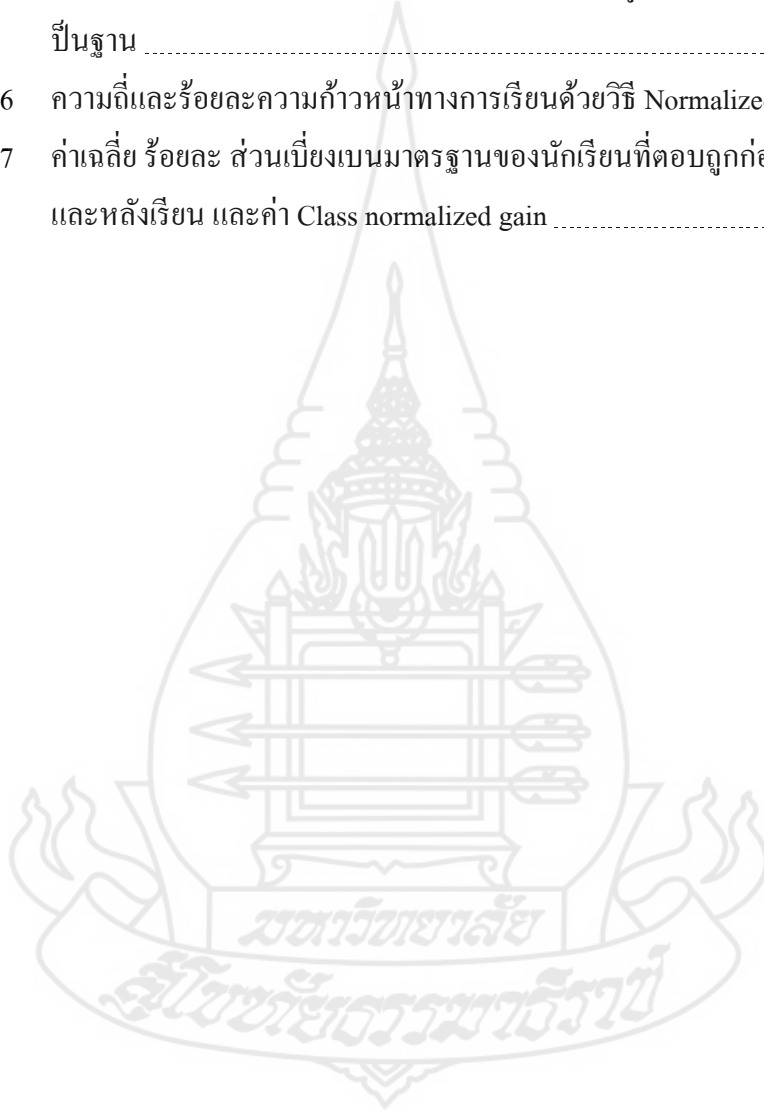 ป็นฐาน
6 ความถี่และร้อยละความก้าวหน้าทางการเรียนด้วยวิธี Normalize
7 ค่าเฉลี่ย ร้อยละ ส่วนเบี่ยงเบนมาตรฐานของนักเรียนที่ตอบถูกก่อ
และหลังเรียน และค่า Class normalized gain
มหาวิทยาลัย
สุโขทัยธรรมาธิราช